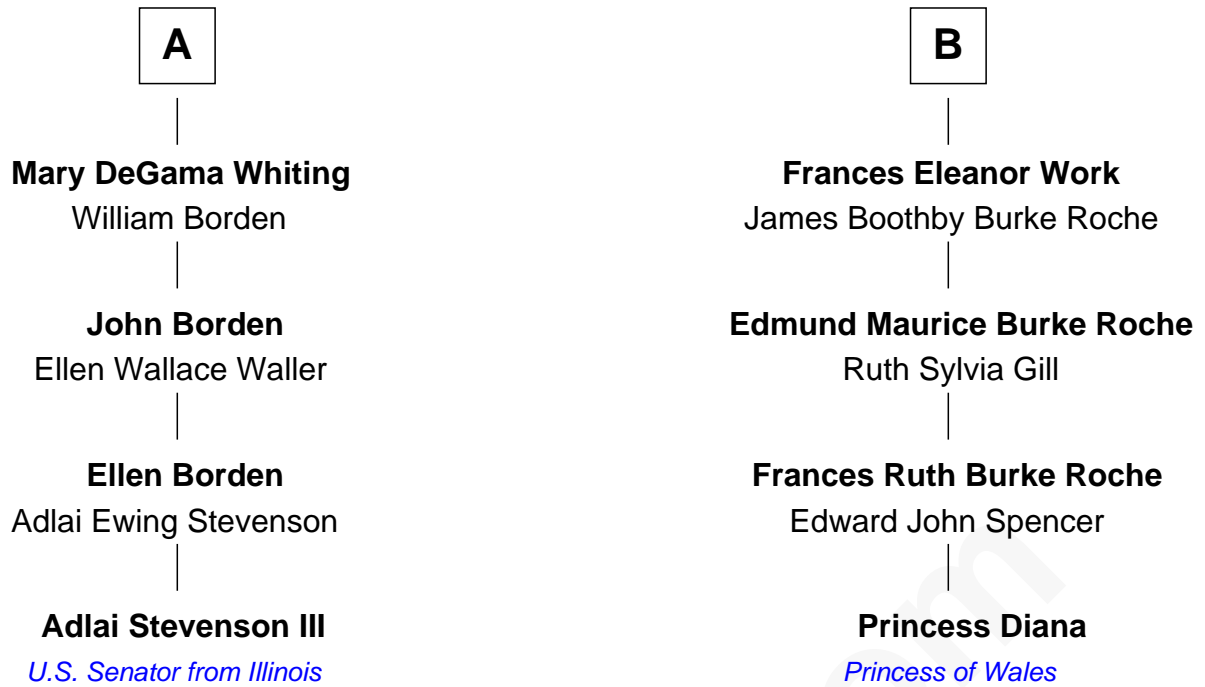 A
Mary DeGama Whiting
William Borden
John Borden
Ellen Wallace Waller
Ellen Borden
Adlai Ewing Stevenson
Adlai Stevenson III
U.S. Senator from Illinois
B
Frances Eleanor Work
James Boothby Burke Roche
Edmund Maurice Burke Roche
Ruth Sylvia Gill
Frances Ruth Burke Roche
Edward John Spencer
Princess Diana
Princess of Wales